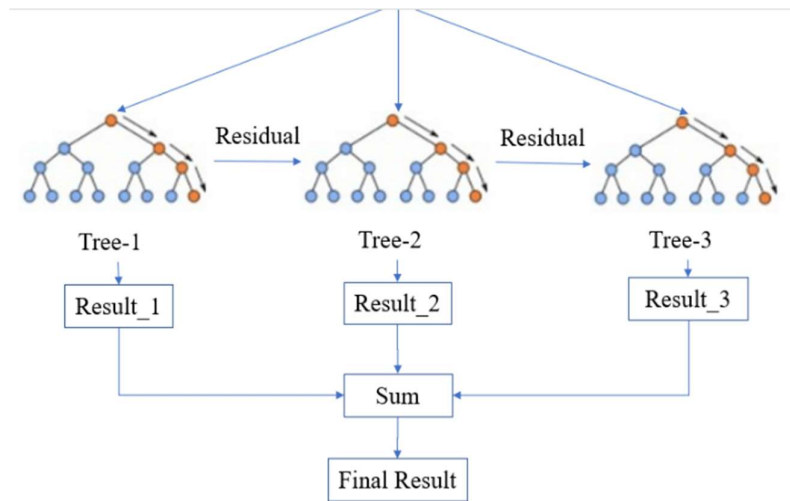 Residual
Residual
Tree-1
Tree-2
Tree-3
Result_1
Result_2
Result_3
Sum
Final Result